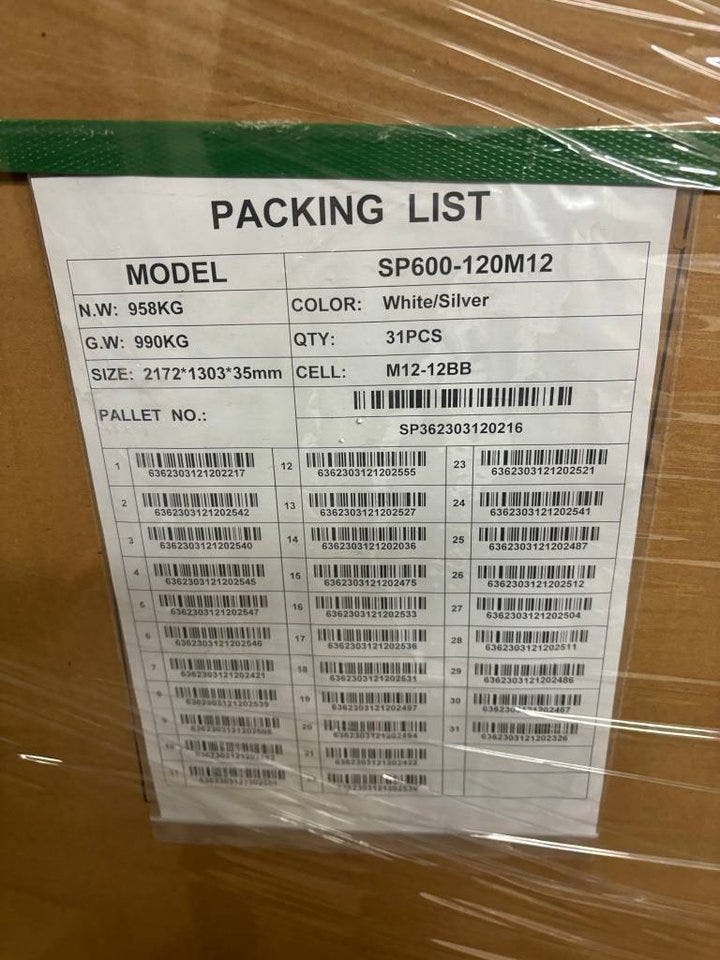 PACKING LIST
MODEL SP600-120M12
N.W: 958KG COLOR: White/Silver
G.W: 990KG QTY: 31PCS
SIZE: 2172*1303*35mm CELL: M12-12BB
PALLET NO.: SP362303120216
1 6362303121202217 12 6362303121202555 23 6362303121202521
2 6362303121202542 13 6362303121202527 24 6362303121202541
3 6362303121202540 14 6362303121202036 25 6362303121202487
4 6362303121202545 15 6362303121202475 26 6362303121202512
5 6362303121202547 16 6362303121202533 27 6362303121202504
6 6362303121202546 17 6362303121202536 28 6362303121202511
7 6362303121202421 18 6362303121202531 29 6362303121202486
8 6362303121202539 19 6362303121202497 30 6362303121202467
9 20 6362303121202494 31 6362303121202326
10 21 6362303121202422
11